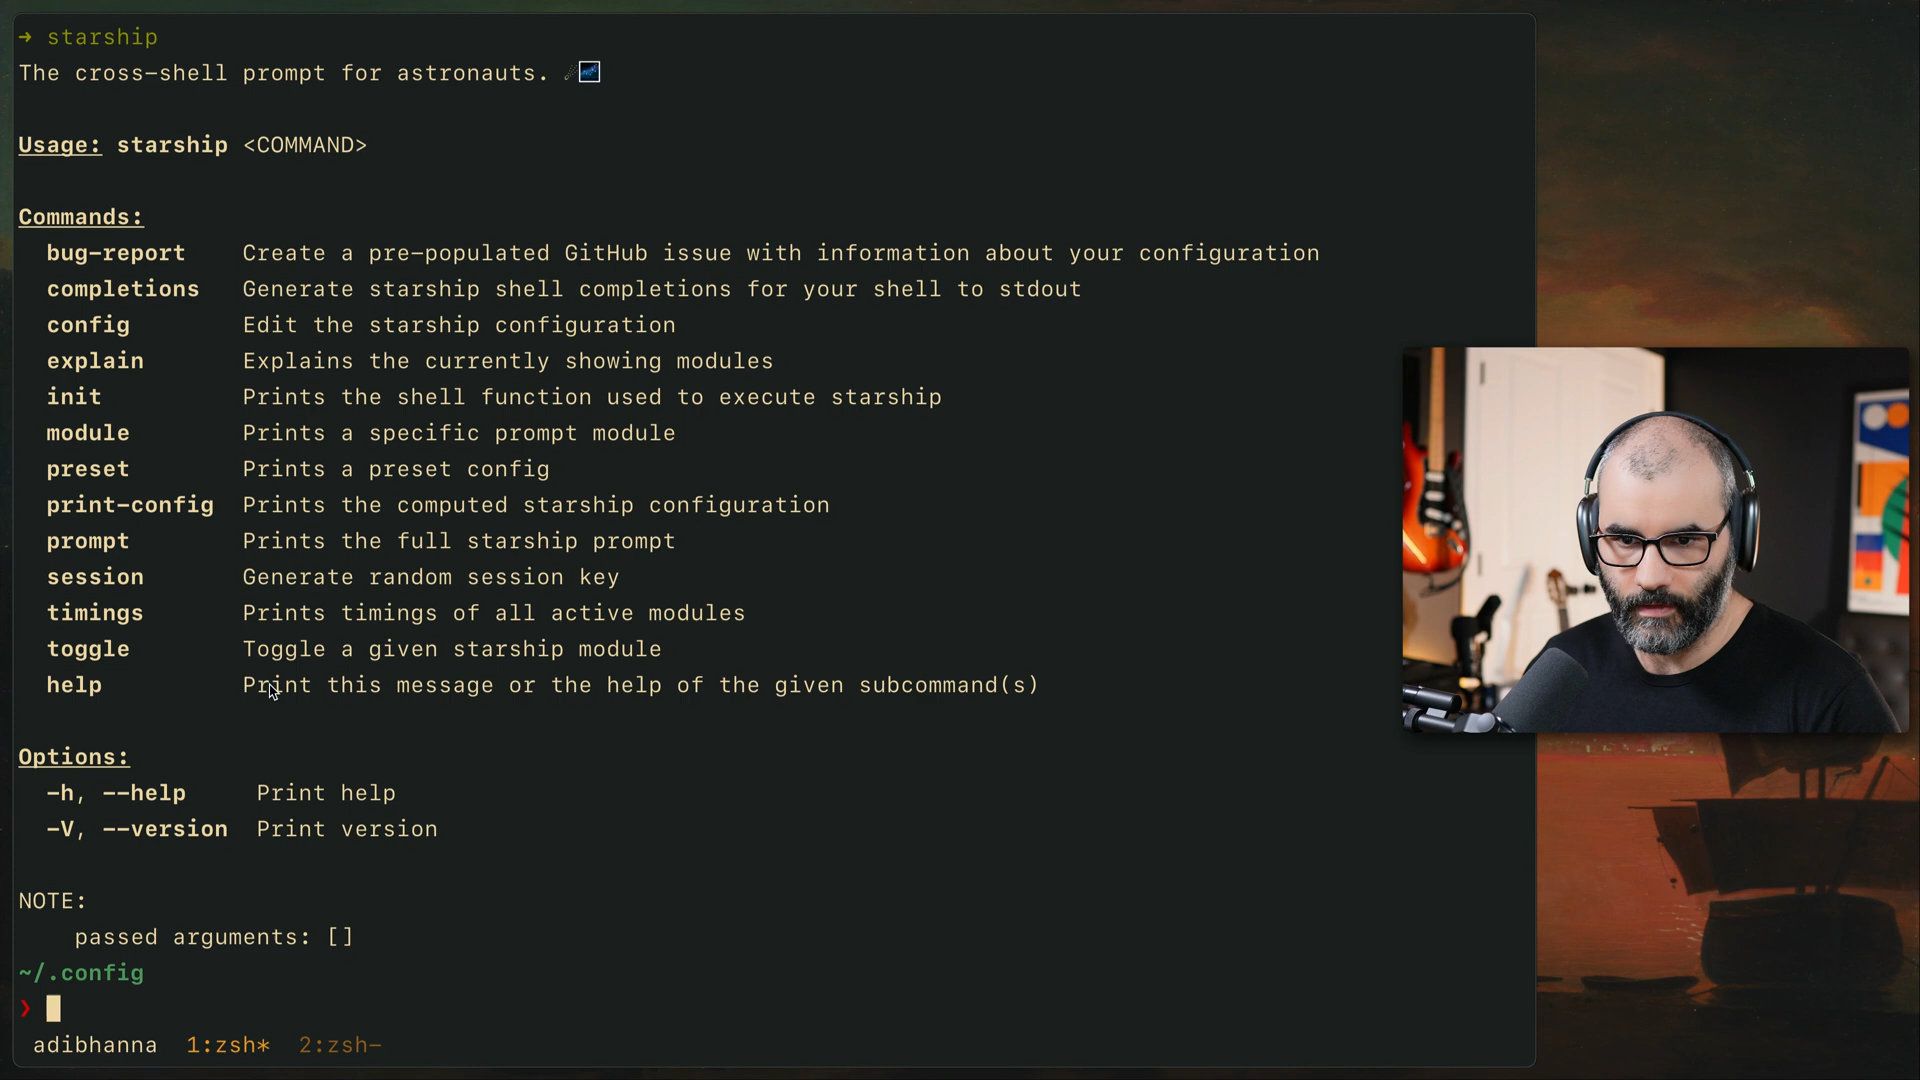 ➜ starship
The cross-shell prompt for astronauts. ☄🌌
Usage: starship <COMMAND>
Commands:
bug-report Create a pre-populated GitHub issue with information about your configuration
completions Generate starship shell completions for your shell to stdout
config Edit the starship configuration
explain Explains the currently showing modules
init Prints the shell function used to execute starship
module Prints a specific prompt module
preset Prints a preset config
print-config Prints the computed starship configuration
prompt Prints the full starship prompt
session Generate random session key
timings Prints timings of all active modules
toggle Toggle a given starship module
help Print this message or the help of the given subcommand(s)
Options:
-h, --help Print help
-V, --version Print version
NOTE:
passed arguments: []
~/.config
❯
adibhanna 1:zsh* 2:zsh-